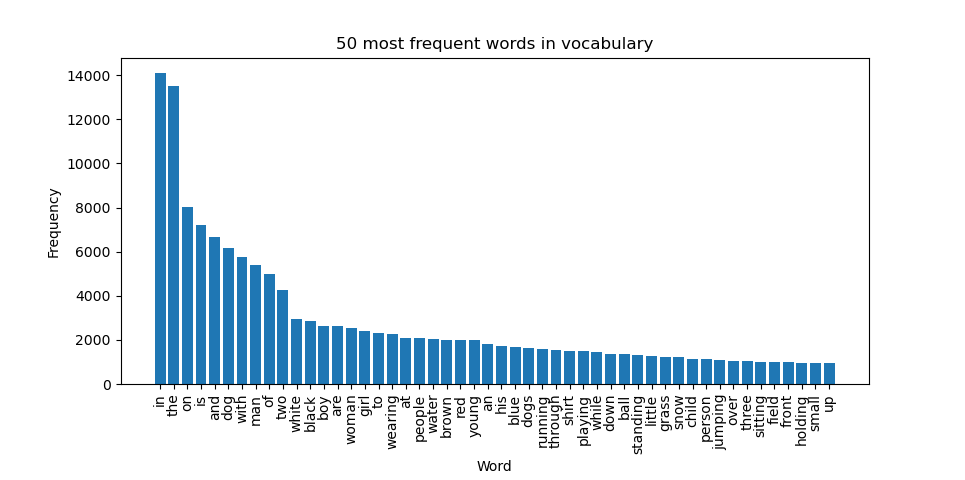 50 most frequent words in vocabulary
14000
12000
10000
8000
6000
4000
2000
0
Frequency
in
the
on
is
and
dog
with
man
of
two
white
black
boy
are
woman
girl
to
wearing
at
people
water
brown
red
young
an
his
blue
dogs
running
through
shirt
playing
while
down
ball
standing
little
grass
snow
child
person
jumping
over
three
sitting
field
front
holding
small
up
Word